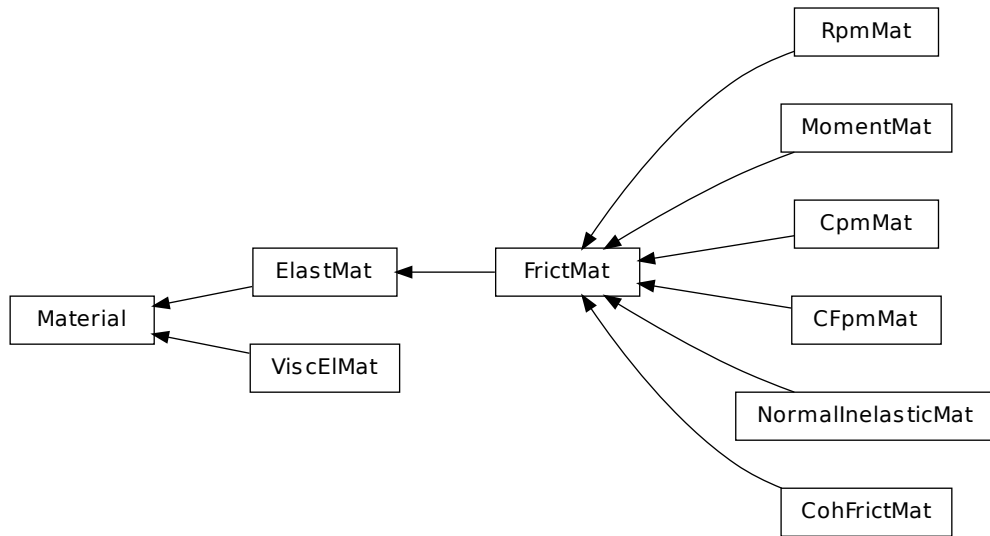 RpmMat
MomentMat
CpmMat
ElastMat
FrictMat
Material
CFpmMat
ViscElMat
NormalInelasticMat
CohFrictMat